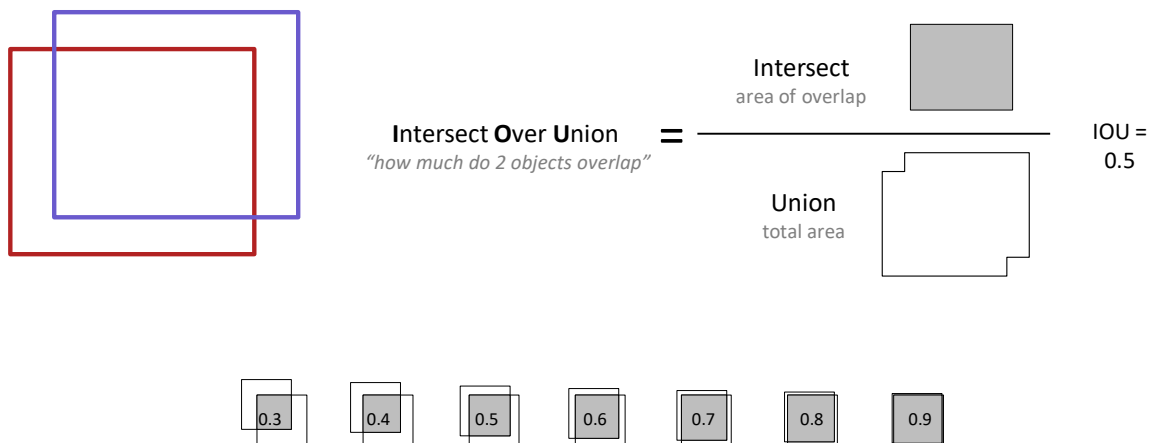 Intersect
area of overlap
Intersect Over Union
=
“how much do 2 objects overlap”
IOU =
0.5
Union
total area
0.3 0.4 0.5 0.6 0.7 0.8 0.9